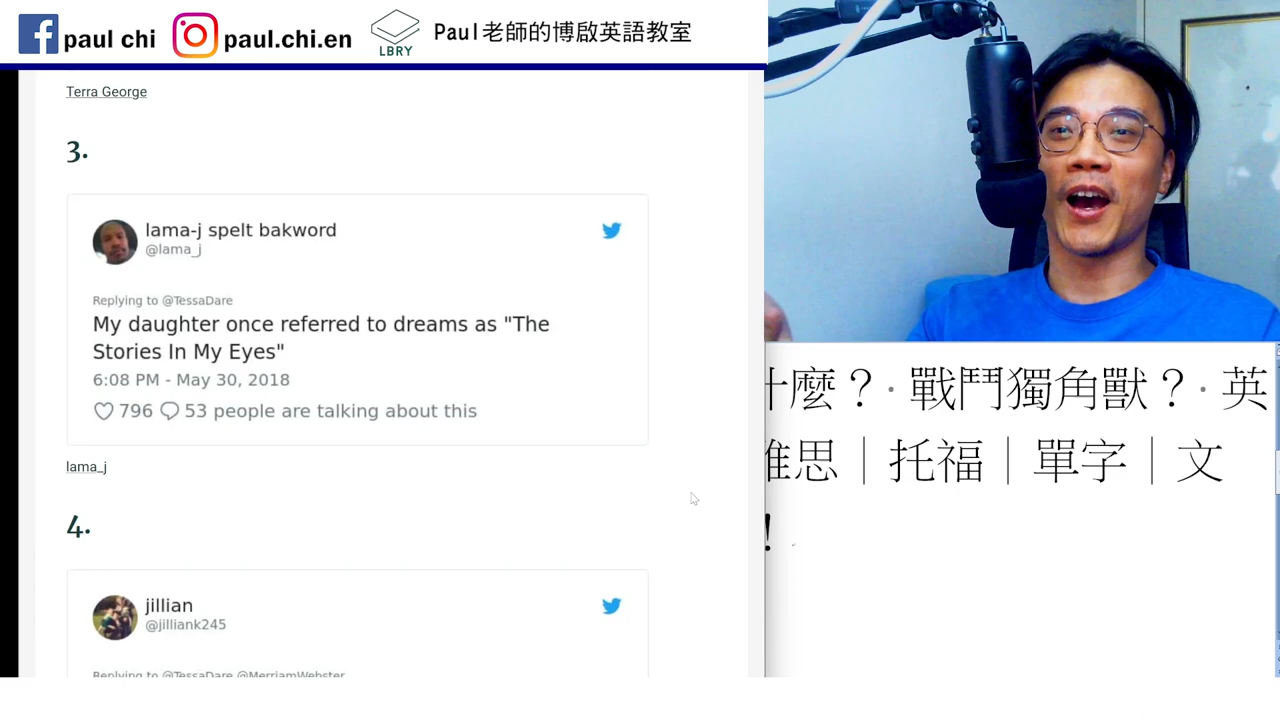 paul chi
paul.chi.en
LBRY
Paul老師的博啟英語教室
Terra George
3.
lama-j spelt bakword
@lama_j
Replying to @TessaDare
My daughter once referred to dreams as "The
Stories In My Eyes"
6:08 PM - May 30, 2018
796 53 people are talking about this
lama_j
4.
jillian
@jilliank245
Replying to @TessaDare @MerriamWebster
什麼？·戰鬥獨角獸？·英
思｜托福｜單字｜文
!